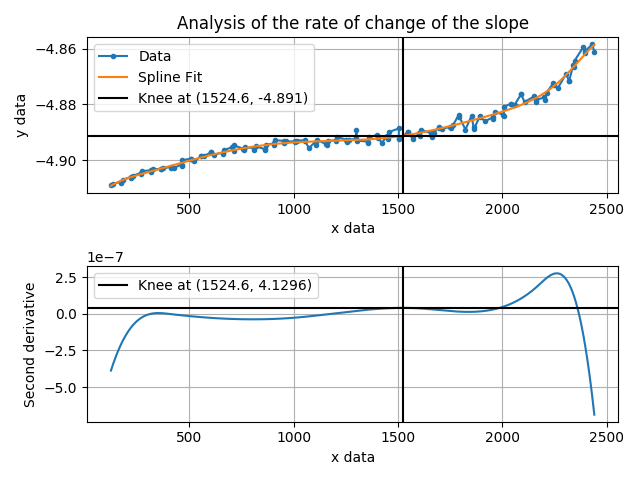 Analysis of the rate of change of the slope
Data
Spline Fit
Knee at (1524.6, -4.891)
−4.86
−4.88
−4.90
y data
500
1000
1500
2000
2500
x data
1e−7
Knee at (1524.6, 4.1296)
2.5
0.0
−2.5
−5.0
Second derivative
500
1000
1500
2000
2500
x data